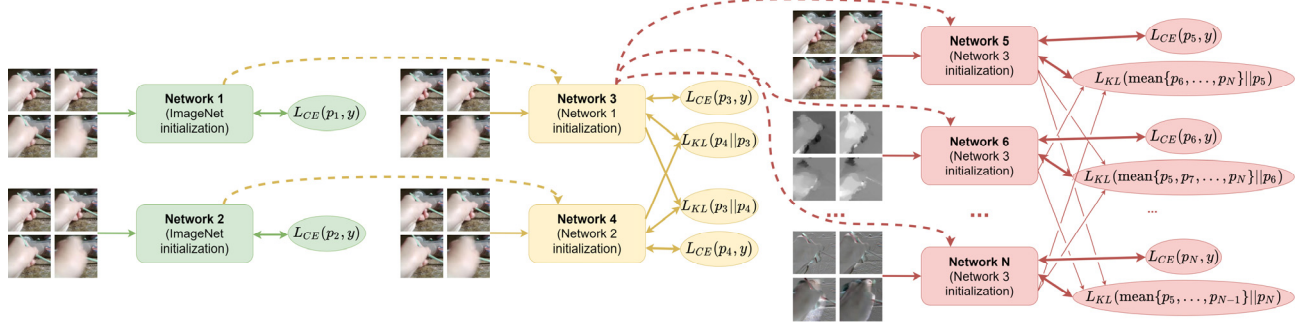 Network 1
(ImageNet
initialization)
L_{CE}(p_1, y)
Network 2
(ImageNet
initialization)
L_{CE}(p_2, y)
Network 3
(Network 1
initialization)
L_{CE}(p_3, y)
L_{KL}(p_4||p_3)
Network 4
(Network 2
initialization)
L_{KL}(p_3||p_4)
L_{CE}(p_4, y)
Network 5
(Network 3
initialization)
L_{CE}(p_5, y)
L_{KL}(mean{p_6, ..., p_N}||p_5)
Network 6
(Network 3
initialization)
L_{CE}(p_6, y)
L_{KL}(mean{p_5, p_7, ..., p_N}||p_6)
... ... ...
Network N
(Network 3
initialization)
L_{CE}(p_N, y)
L_{KL}(mean{p_5, ..., p_{N-1}}||p_N)